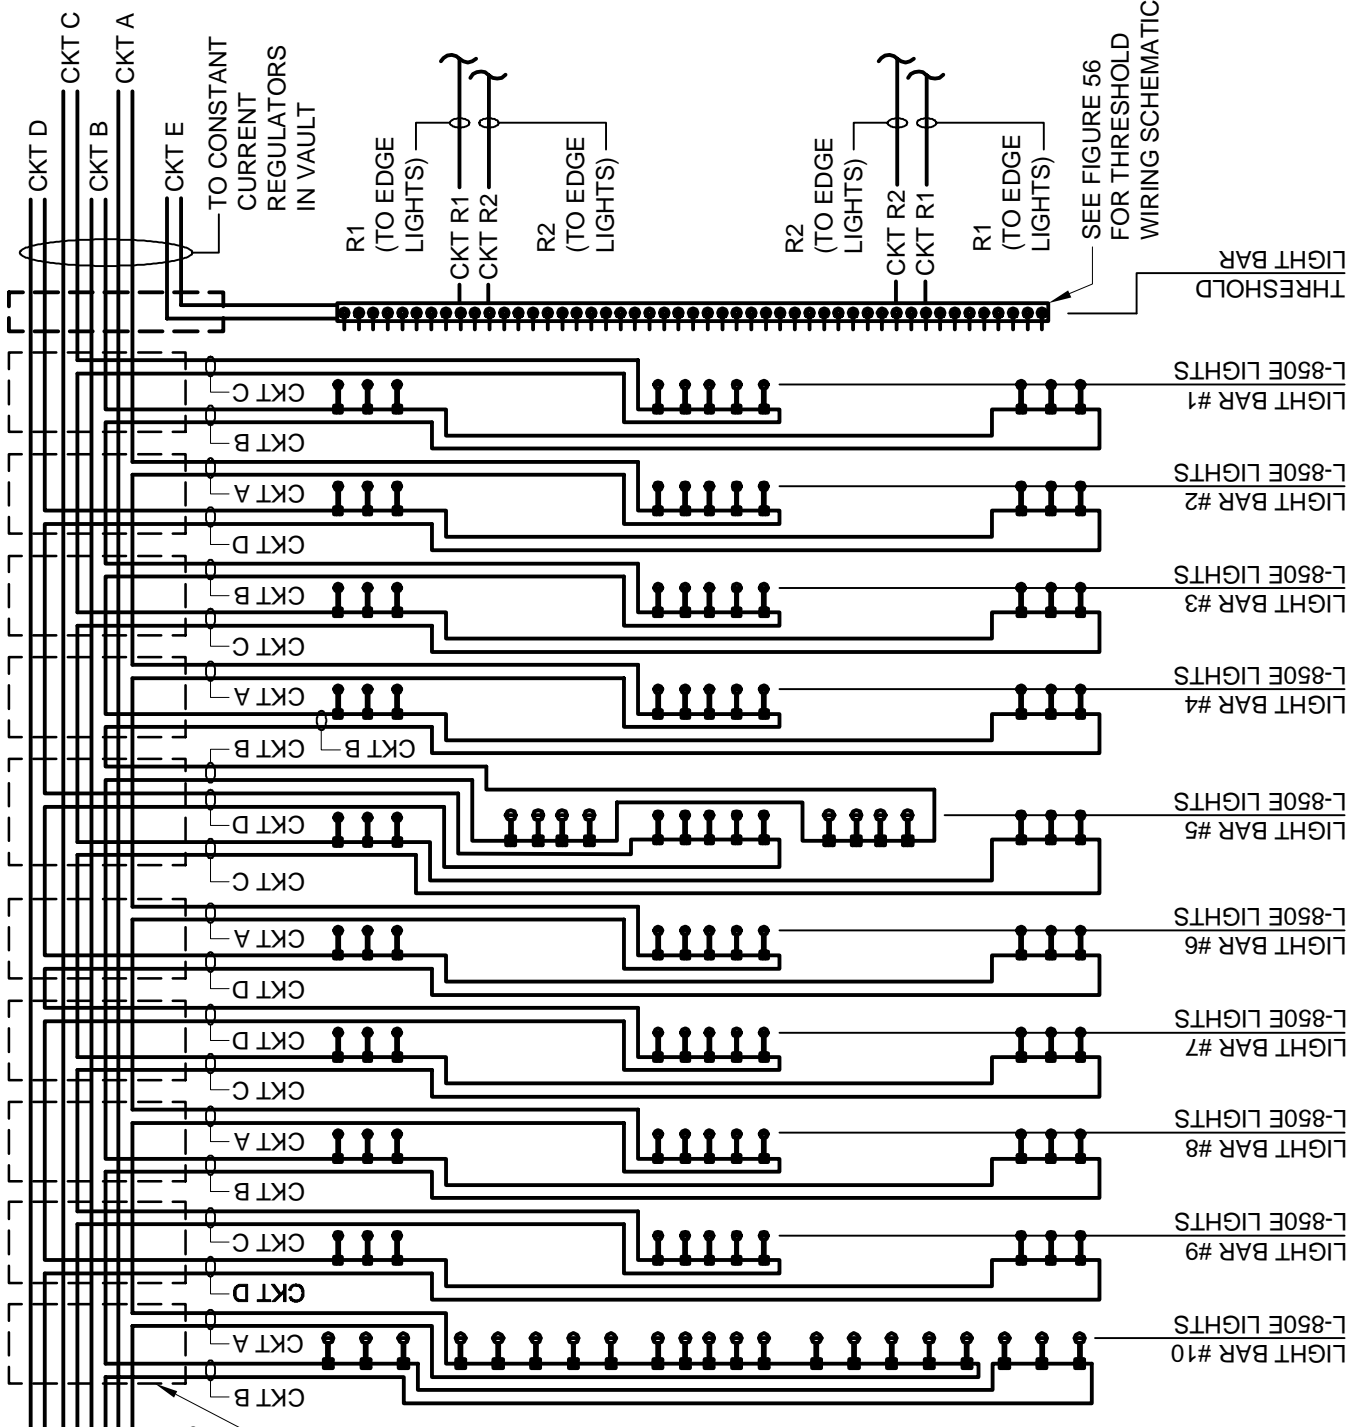 CKT D
CKT C
CKT B
CKT A
CKT E
TO CONSTANT
CURRENT
REGULATORS
IN VAULT
R1
(TO EDGE
LIGHTS)
CKT R1
CKT R2
R2
(TO EDGE
LIGHTS)
R2
(TO EDGE
LIGHTS)
CKT R2
CKT R1
R1
(TO EDGE
LIGHTS)
SEE FIGURE 56
FOR THRESHOLD
WIRING SCHEMATIC
THRESHOLD
LIGHT BAR
CKT C
CKT B
LIGHT BAR #1
L-850E LIGHTS
CKT A
CKT D
LIGHT BAR #2
L-850E LIGHTS
CKT B
CKT C
LIGHT BAR #3
L-850E LIGHTS
CKT A
CKT B
LIGHT BAR #4
L-850E LIGHTS
CKT B
CKT D
CKT C
LIGHT BAR #5
L-850E LIGHTS
CKT A
CKT D
LIGHT BAR #6
L-850E LIGHTS
CKT D
CKT C
LIGHT BAR #7
L-850E LIGHTS
CKT A
CKT B
LIGHT BAR #8
L-850E LIGHTS
CKT C
CKT D
LIGHT BAR #9
L-850E LIGHTS
CKT A
CKT B
LIGHT BAR #10
L-850E LIGHTS